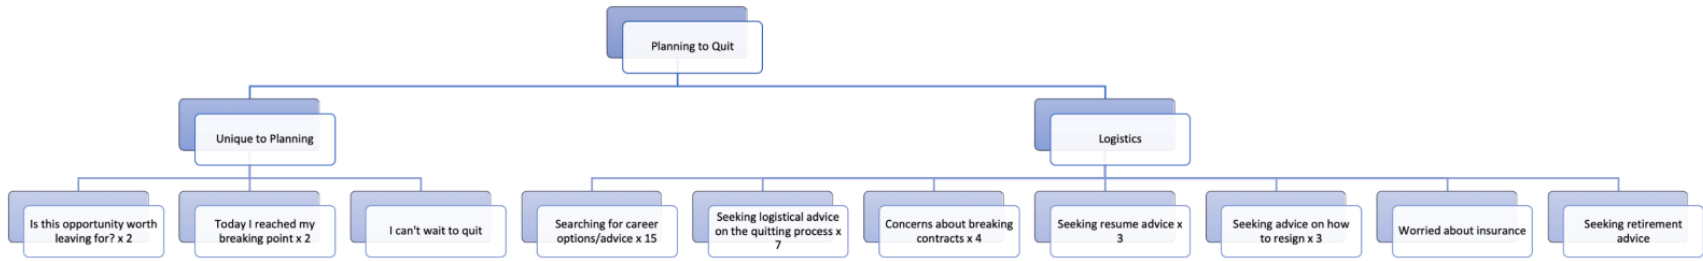 Planning to Quit
Unique to Planning
Logistics
Is this opportunity worth
leaving for? x 2
Today I reached my
breaking point x 2
I can't wait to quit
Searching for career
options/advice x 15
Seeking logistical advice
on the quitting process x
7
Concerns about breaking
contracts x 4
Seeking resume advice x
3
Seeking advice on how
to resign x 3
Worried about insurance
Seeking retirement
advice